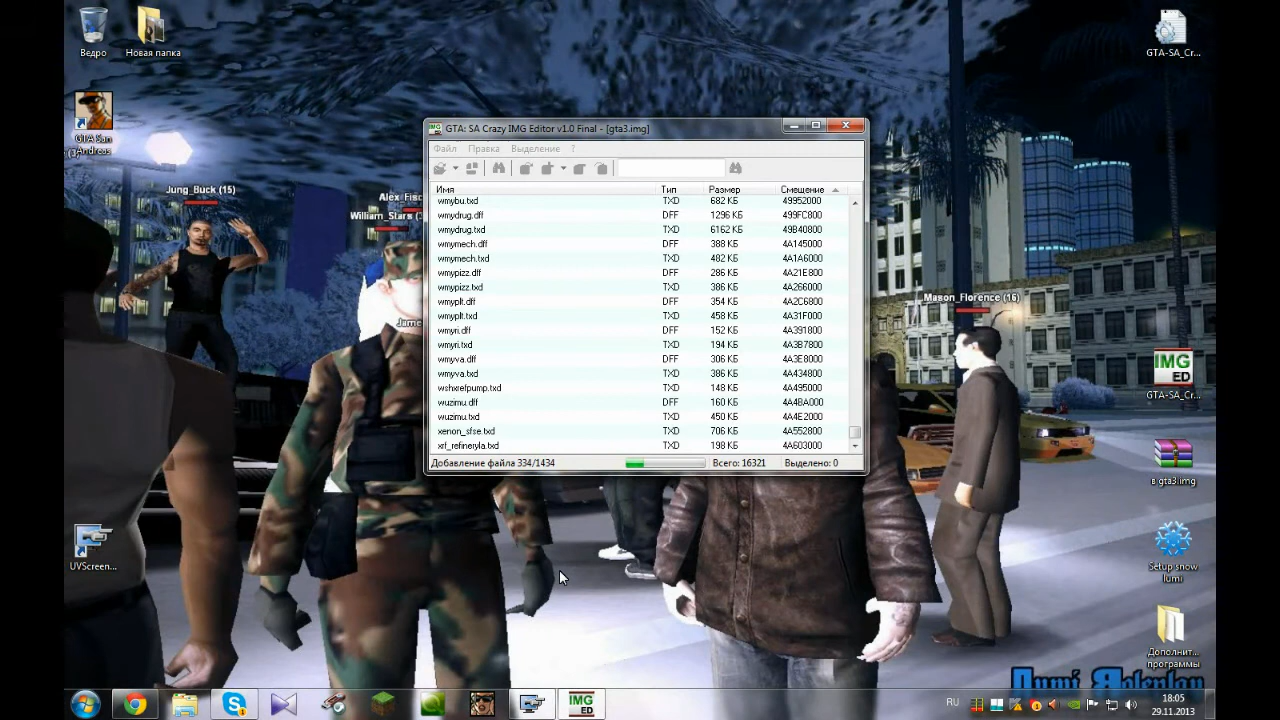 Ведро
Новая папка
GTA-SA_Cr...
GTA San
Andreas
Jung_Buck (15)
William_Stars
Mason_Florence (16)
GTA: SA Crazy IMG Editor v1.0 Final - [gta3.img]
Файл Правка Выделение ?
Имя Тип Размер Смещение
wmybu.txd TXD 682 КБ 49952000
wmydrug.dff DFF 1296 КБ 499FC800
wmydrug.txd TXD 6162 КБ 49B40800
wmymech.dff DFF 388 КБ 4A145000
wmymech.txd TXD 482 КБ 4A1A6000
wmypizz.dff DFF 286 КБ 4A21E800
wmypizz.txd TXD 386 КБ 4A266000
wmyplt.dff DFF 354 КБ 4A2C6800
wmyplt.txd TXD 458 КБ 4A31F000
wmyri.dff DFF 152 КБ 4A391800
wmyri.txd TXD 194 КБ 4A3B7800
wmyva.dff DFF 306 КБ 4A3E8000
wmyva.txd TXD 386 КБ 4A434800
wshxrefpump.txd TXD 148 КБ 4A495000
wuzimu.dff DFF 160 КБ 4A4BA000
wuzimu.txd TXD 450 КБ 4A4E2000
xenon_sfse.txd TXD 706 КБ 4A552800
xrf_refineryla.txd TXD 198 КБ 4A603000
Добавление файла 334/1434 Всего: 16321 Выделено: 0
IMG
ED
GTA-SA_Cr...
в gta3.img
UVScreen...
Setup snow
lumi
Дополнит...
программы
IMG
ED
RU
18:05
29.11.2013